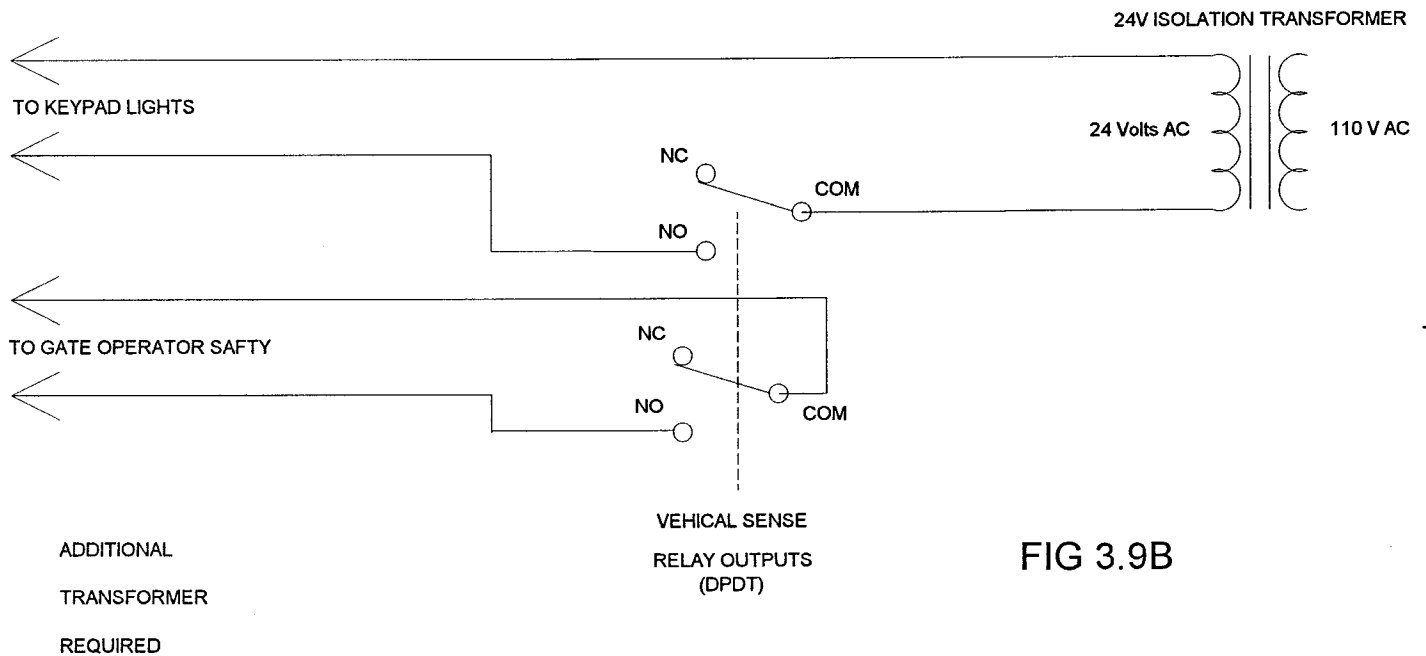 24V ISOLATION TRANSFORMER
TO KEYPAD LIGHTS
24 Volts AC
110 V AC
NC
COM
NO
TO GATE OPERATOR SAFTY
NC
NO
COM
VEHICAL SENSE
RELAY OUTPUTS
(DPDT)
FIG 3.9B
ADDITIONAL
TRANSFORMER
REQUIRED